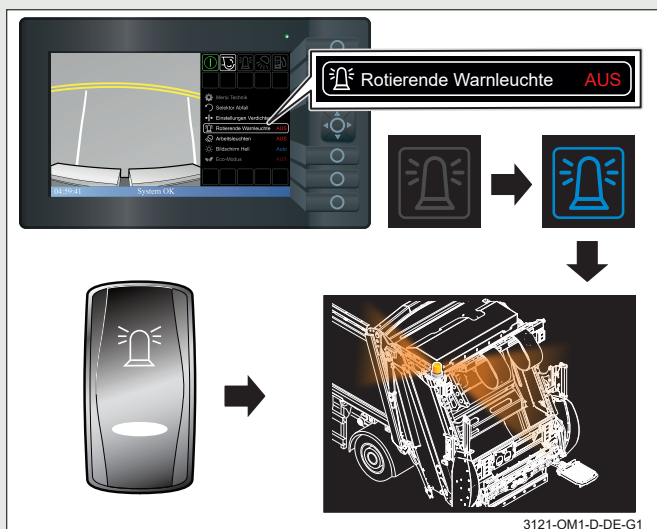 Rotierende Warnleuchte AUS
Menü Technik
Selektor Abfall
Einstellungen Verdichter
Rotierende Warnleuchte AUS
Arbeitsleuchten AUS
Bildschirm Hell Auto
Eco-Modus AUS
04:59:41 System OK
3121-OM1-D-DE-G1